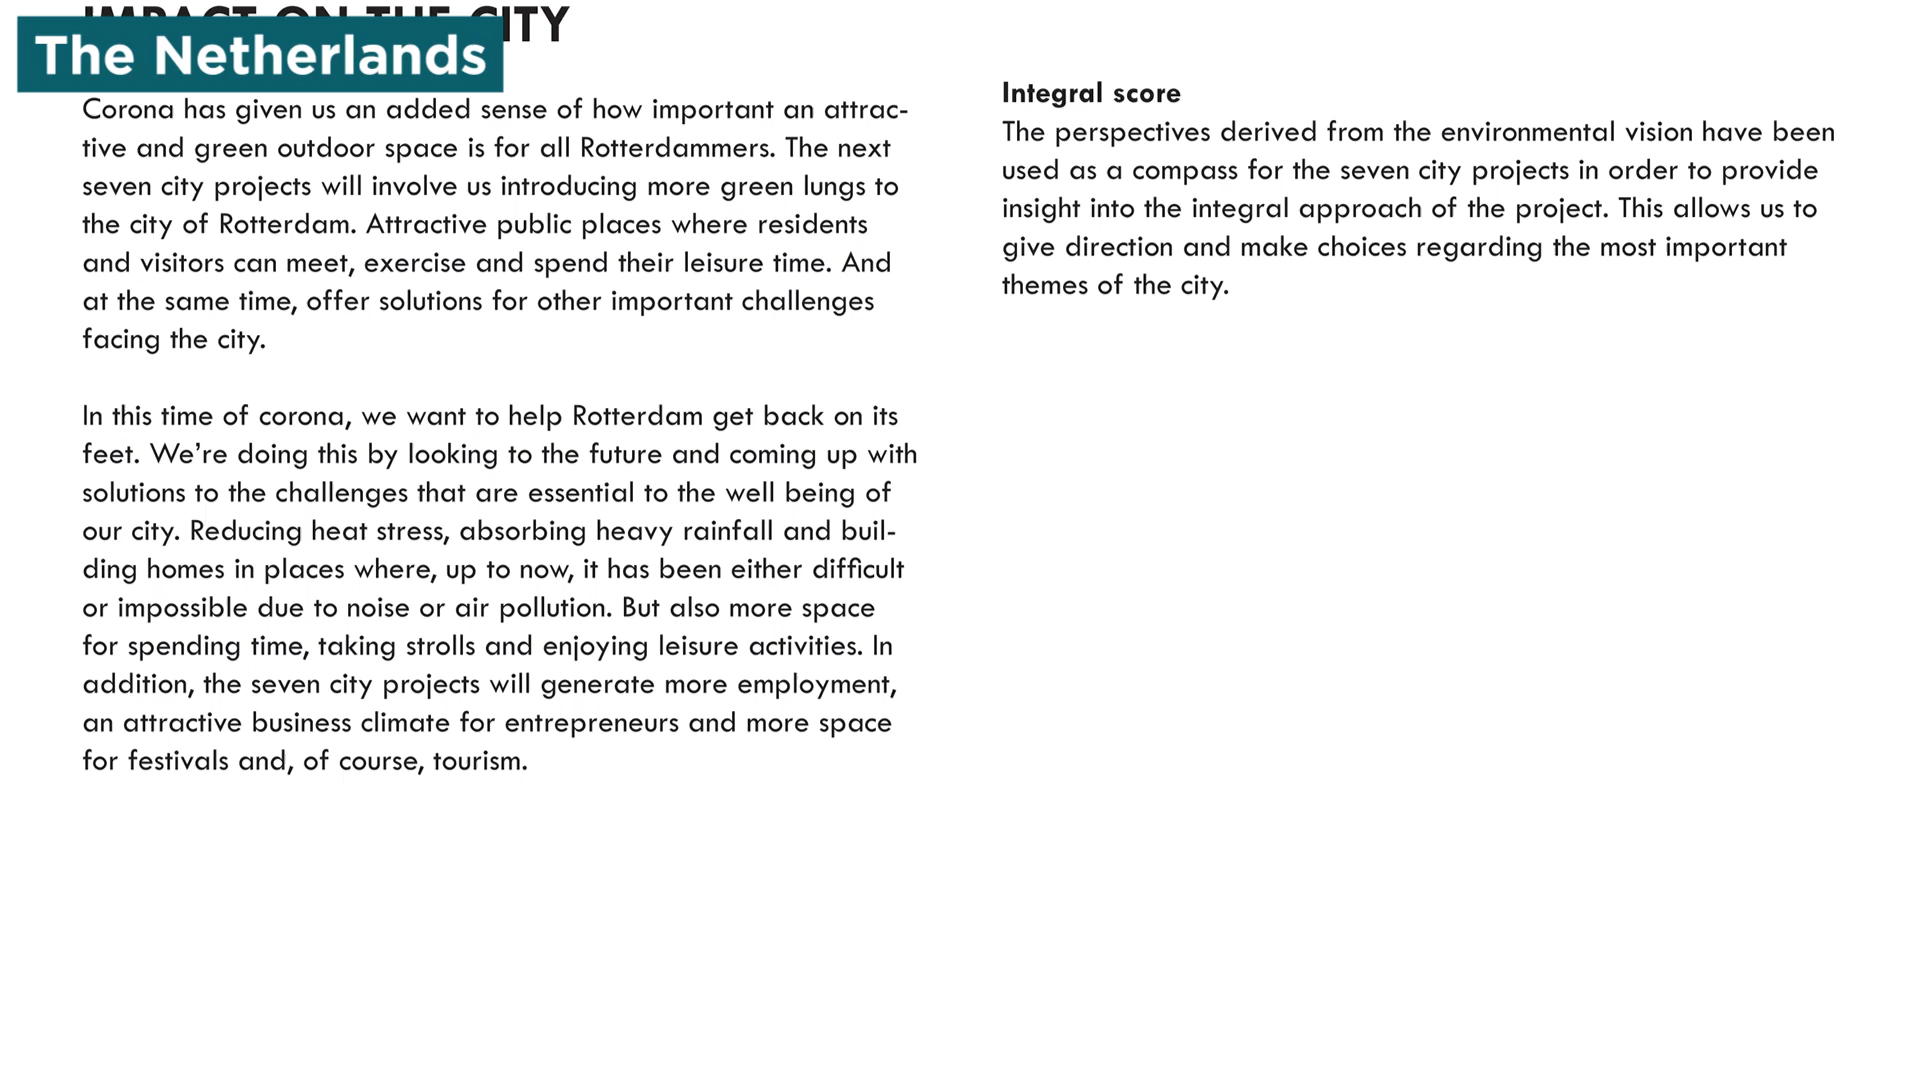 IMPACT ON THE CITY
The Netherlands
Corona has given us an added sense of how important an attrac-
tive and green outdoor space is for all Rotterdammers. The next
seven city projects will involve us introducing more green lungs to
the city of Rotterdam. Attractive public places where residents
and visitors can meet, exercise and spend their leisure time. And
at the same time, offer solutions for other important challenges
facing the city.
In this time of corona, we want to help Rotterdam get back on its
feet. We’re doing this by looking to the future and coming up with
solutions to the challenges that are essential to the well being of
our city. Reducing heat stress, absorbing heavy rainfall and buil-
ding homes in places where, up to now, it has been either difficult
or impossible due to noise or air pollution. But also more space
for spending time, taking strolls and enjoying leisure activities. In
addition, the seven city projects will generate more employment,
an attractive business climate for entrepreneurs and more space
for festivals and, of course, tourism.
Integral score
The perspectives derived from the environmental vision have been
used as a compass for the seven city projects in order to provide
insight into the integral approach of the project. This allows us to
give direction and make choices regarding the most important
themes of the city.